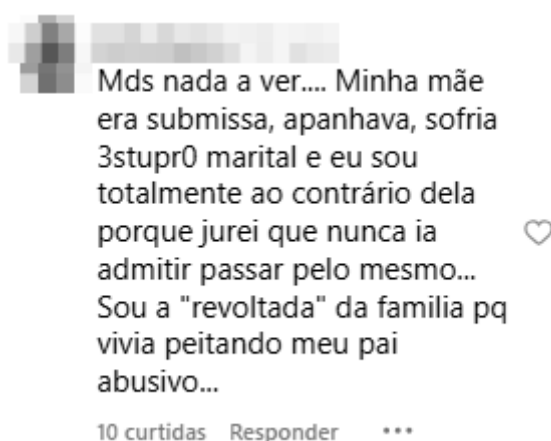 Mds nada a ver.... Minha mãe
era submissa, apanhava, sofria
3stupr0 marital e eu sou
totalmente ao contrário dela
porque jurei que nunca ia
admitir passar pelo mesmo...
Sou a "revoltada" da familia pq
vivia peitando meu pai
abusivo...
10 curtidas Responder